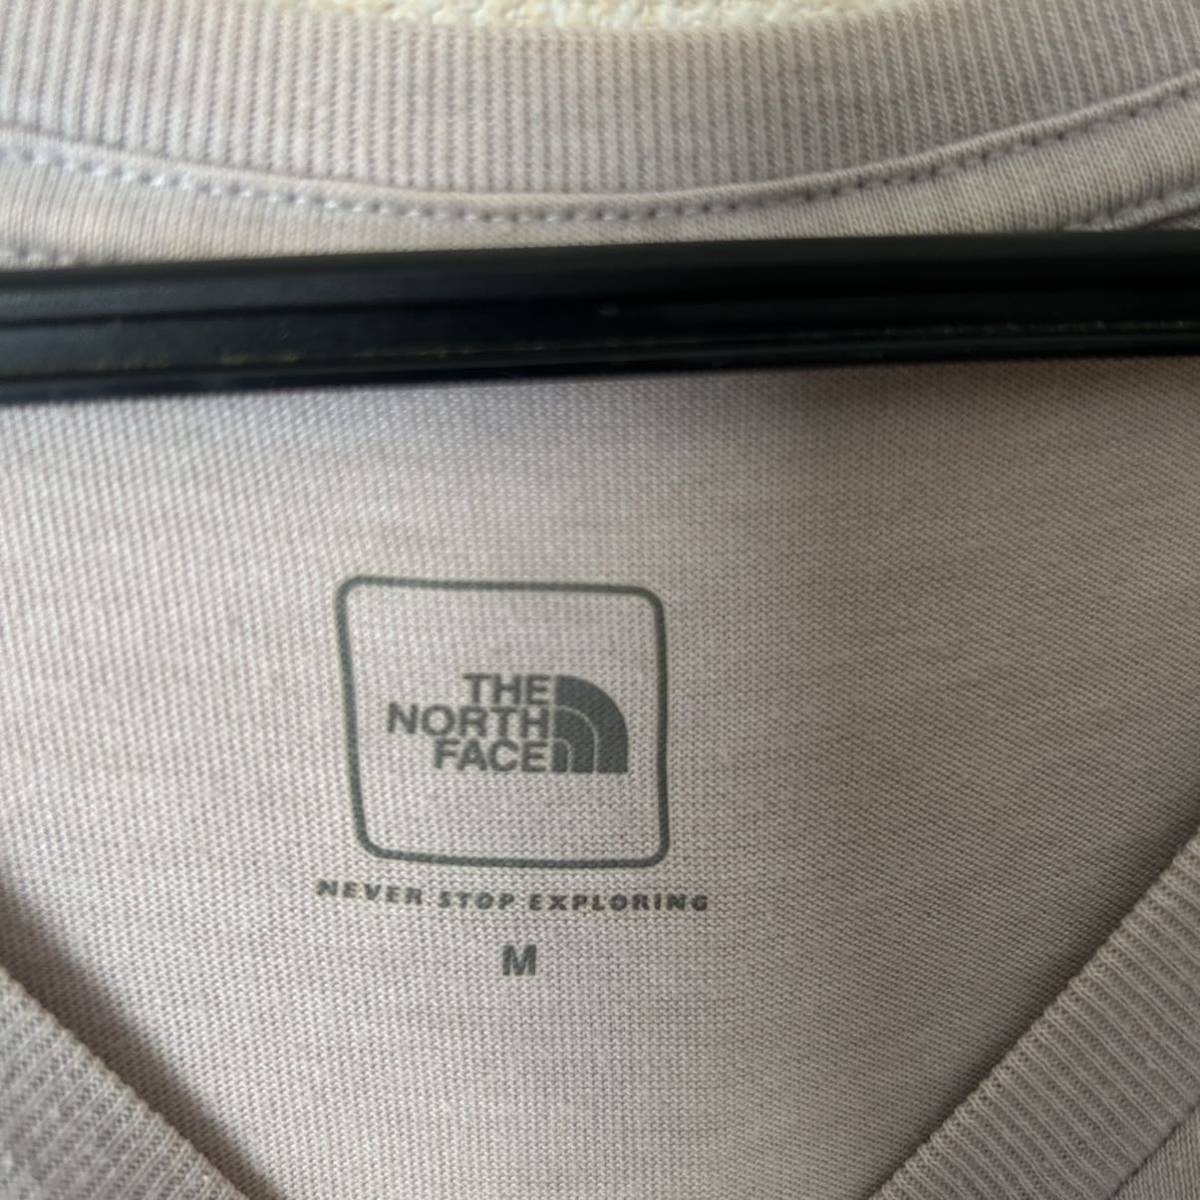 THE
NORTH
FACE
NEVER STOP EXPLORING
M